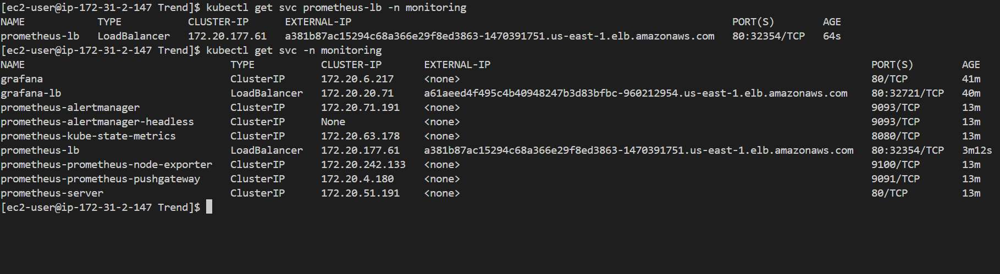 [ec2-user@ip-172-31-2-147 Trend]$ kubectl get svc prometheus-lb -n monitoring
NAME TYPE CLUSTER-IP EXTERNAL-IP PORT(S) AGE
prometheus-lb LoadBalancer 172.20.177.61 a381b87ac15294c68a366e29f8ed3863-1470391751.us-east-1.elb.amazonaws.com 80:32354/TCP 64s
[ec2-user@ip-172-31-2-147 Trend]$ kubectl get svc -n monitoring
NAME TYPE CLUSTER-IP EXTERNAL-IP PORT(S) AGE
grafana ClusterIP 172.20.6.217 <none> 80/TCP 41m
grafana-lb LoadBalancer 172.20.20.71 a61aeed4f495c4b40948247b3d83bfbc-960212954.us-east-1.elb.amazonaws.com 80:32721/TCP 40m
prometheus-alertmanager ClusterIP 172.20.71.191 <none> 9093/TCP 13m
prometheus-alertmanager-headless ClusterIP None <none> 9093/TCP 13m
prometheus-kube-state-metrics ClusterIP 172.20.63.178 <none> 8080/TCP 13m
prometheus-lb LoadBalancer 172.20.177.61 a381b87ac15294c68a366e29f8ed3863-1470391751.us-east-1.elb.amazonaws.com 80:32354/TCP 3m12s
prometheus-prometheus-node-exporter ClusterIP 172.20.242.133 <none> 9100/TCP 13m
prometheus-prometheus-pushgateway ClusterIP 172.20.4.180 <none> 9091/TCP 13m
prometheus-server ClusterIP 172.20.51.191 <none> 80/TCP 13m
[ec2-user@ip-172-31-2-147 Trend]$